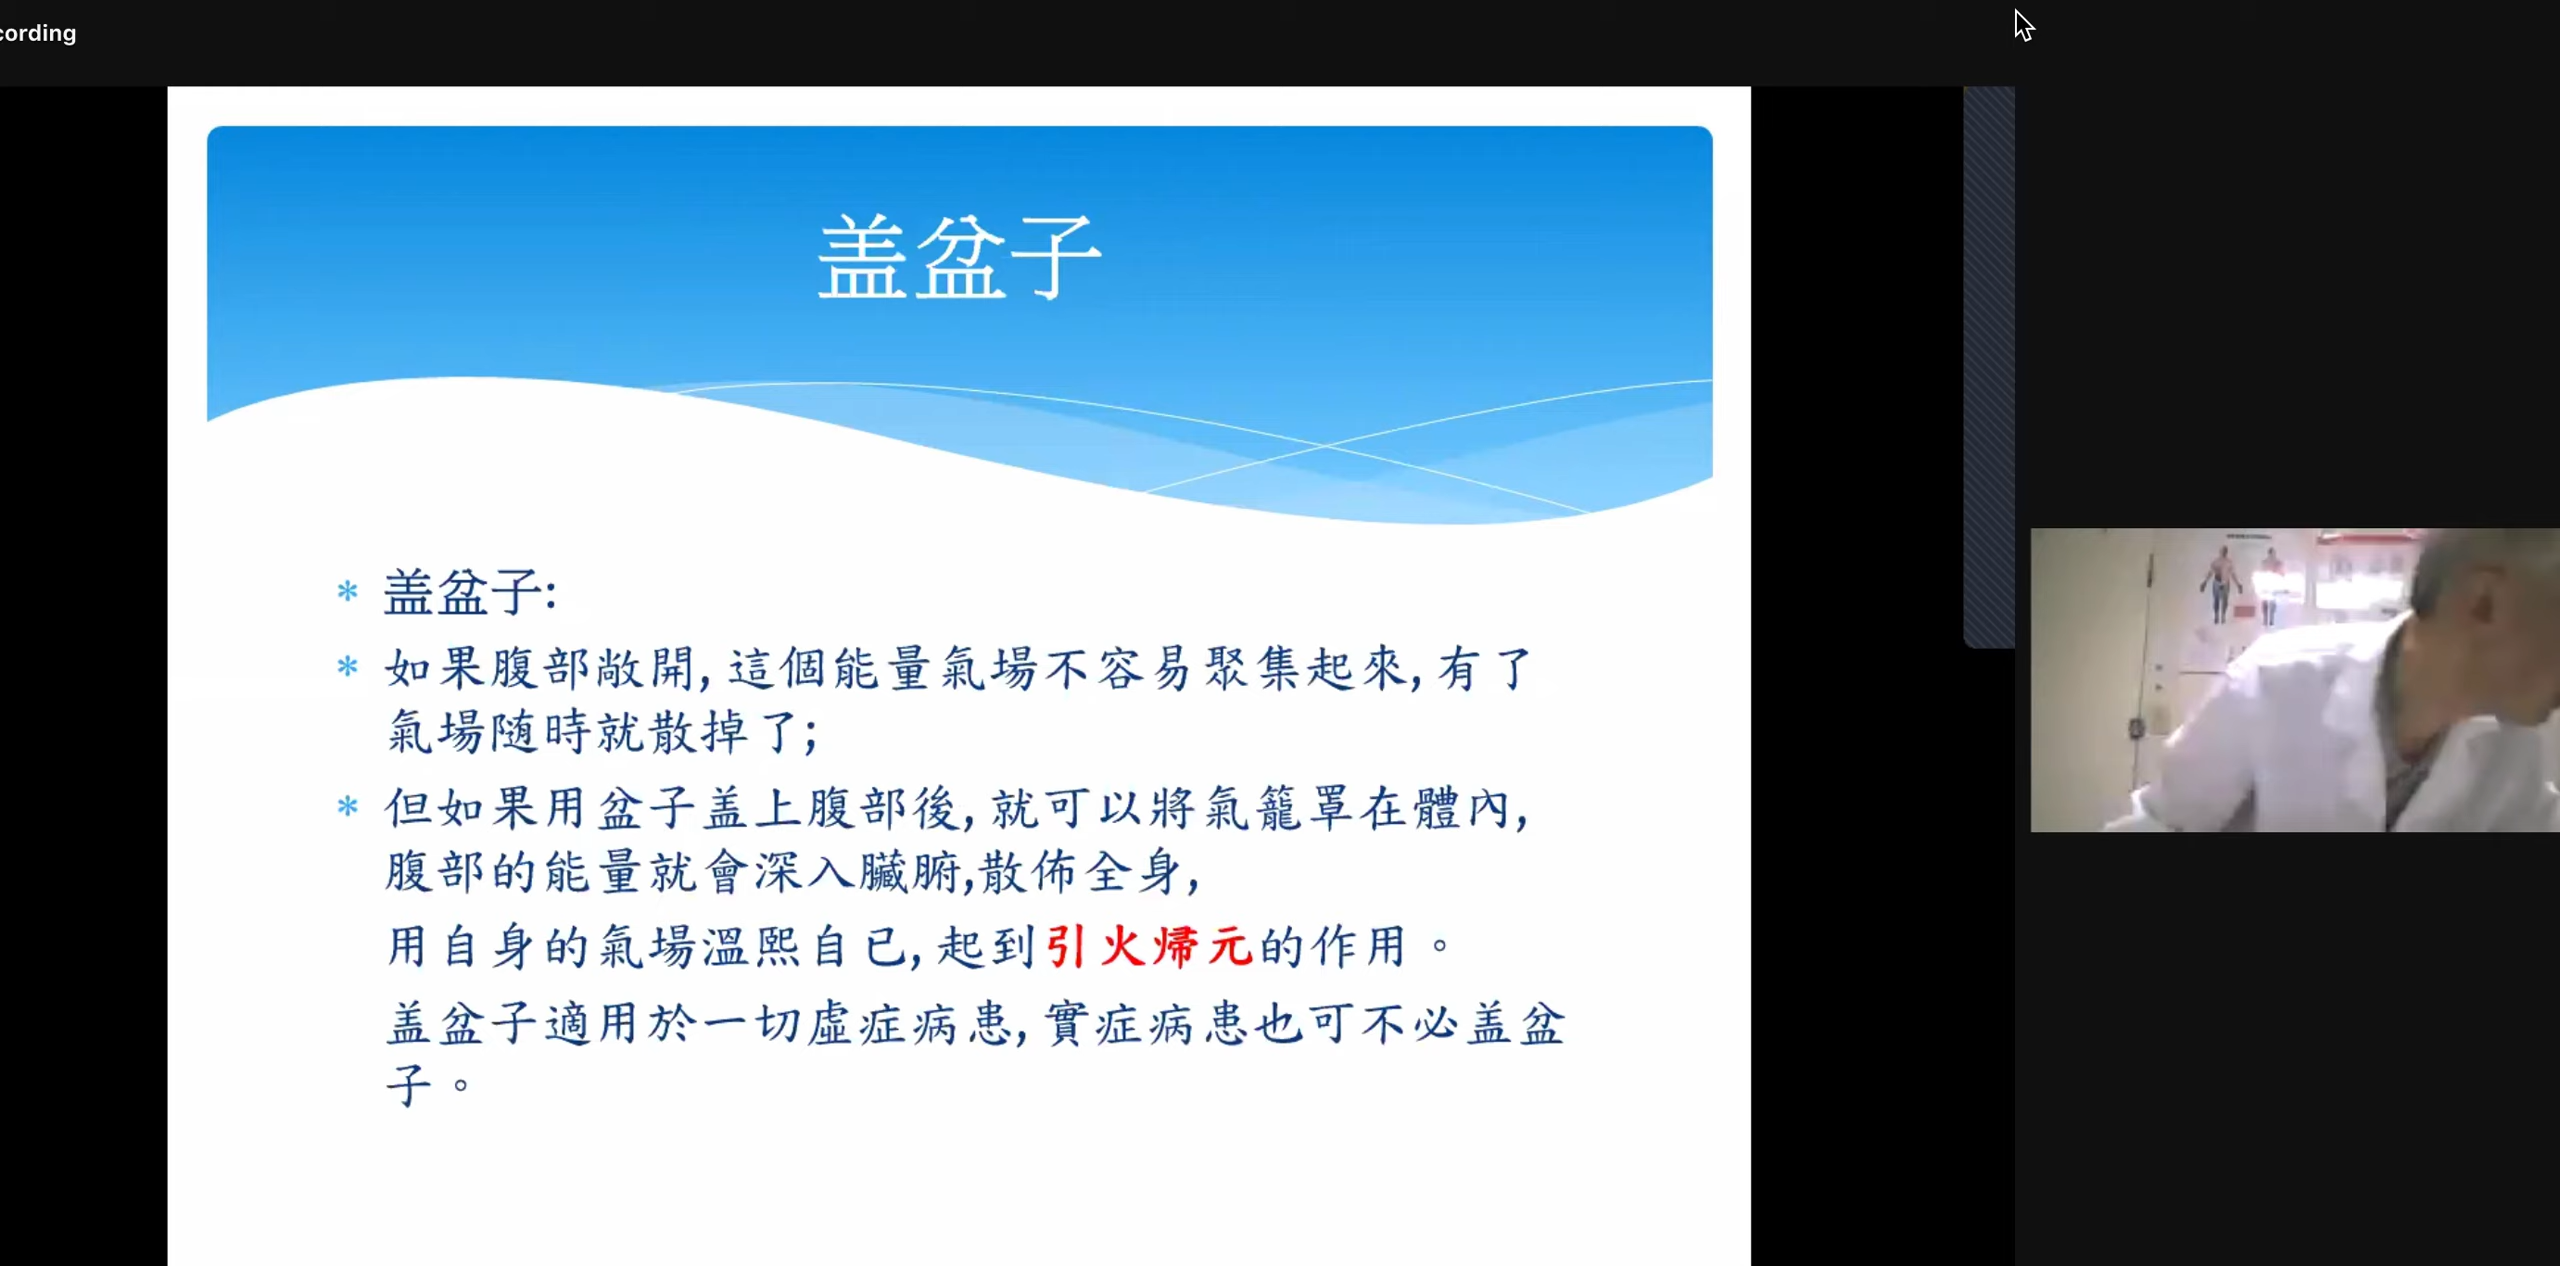 cording
盖盆子
* 盖盆子:
* 如果腹部敞開,這個能量氣場不容易聚集起來,有了
氣場随時就散掉了;
* 但如果用盆子盖上腹部後,就可以將氣籠罩在體內,
腹部的能量就會深入臟腑,散佈全身,
用自身的氣場溫熙自己,起到引火帰元的作用。
盖盆子適用於一切虛症病患,實症病患也可不必盖盆
子。